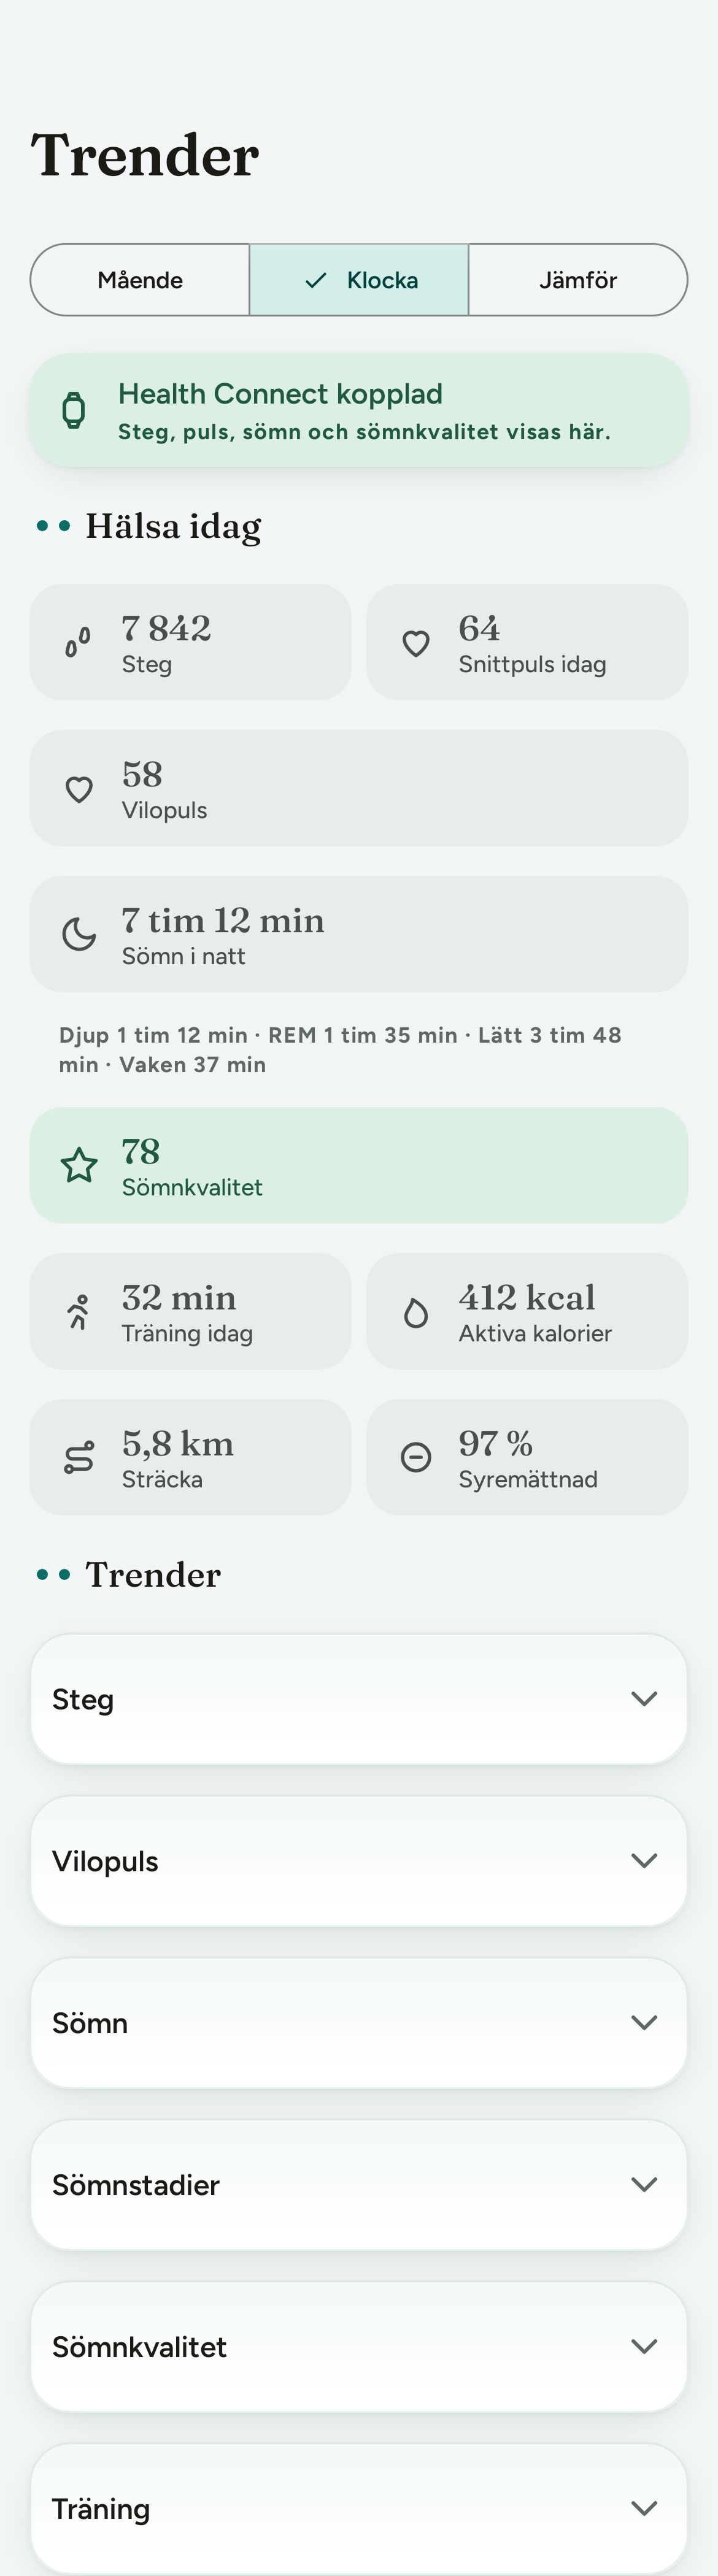 Trender
Mående
Klocka
Jämför
Health Connect kopplad
Steg, puls, sömn och sömnkvalitet visas här.
Hälsa idag
7 842
Steg
64
Snittpuls idag
58
Vilopuls
7 tim 12 min
Sömn i natt
Djup 1 tim 12 min · REM 1 tim 35 min · Lätt 3 tim 48
min · Vaken 37 min
78
Sömnkvalitet
32 min
Träning idag
412 kcal
Aktiva kalorier
5,8 km
Sträcka
97 %
Syremättnad
Trender
Steg
Vilopuls
Sömn
Sömnstadier
Sömnkvalitet
Träning